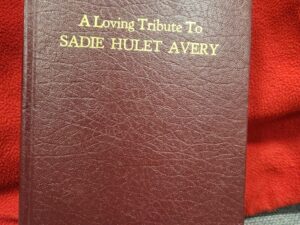 A Loving Tribute To
SADIE HULET AVERY